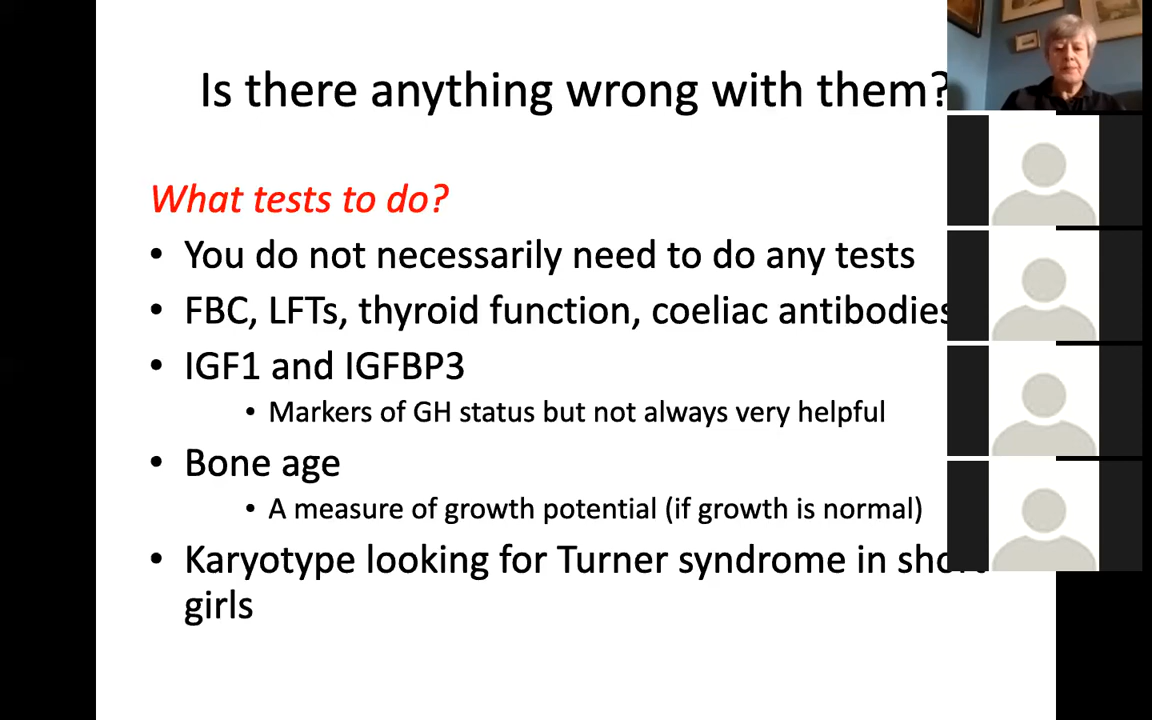 Is there anything wrong with them?
What tests to do?
• You do not necessarily need to do any tests
• FBC, LFTs, thyroid function, coeliac antibodies
• IGF1 and IGFBP3
• Markers of GH status but not always very helpful
• Bone age
• A measure of growth potential (if growth is normal)
• Karyotype looking for Turner syndrome in short
girls